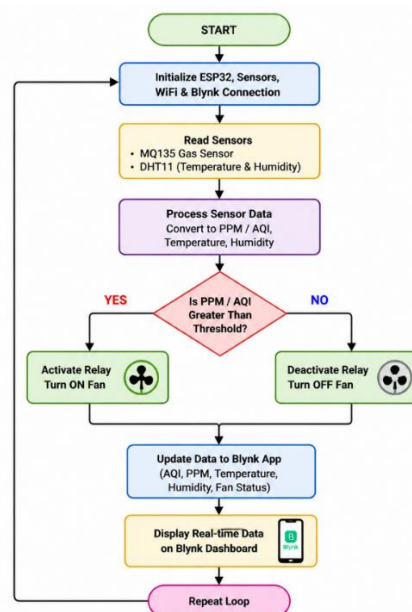 START
Initialize ESP32, Sensors,
WiFi & Blynk Connection
Read Sensors
• MQ135 Gas Sensor
• DHT11 (Temperature & Humidity)
Process Sensor Data
Convert to PPM / AQI,
Temperature, Humidity
Is PPM / AQI
Greater Than
Threshold?
YES
NO
Activate Relay
Turn ON Fan
Deactivate Relay
Turn OFF Fan
Update Data to Blynk App
(AQI, PPM, Temperature,
Humidity, Fan Status)
Display Real-time Data
on Blynk Dashboard
B
Blynk
Repeat Loop